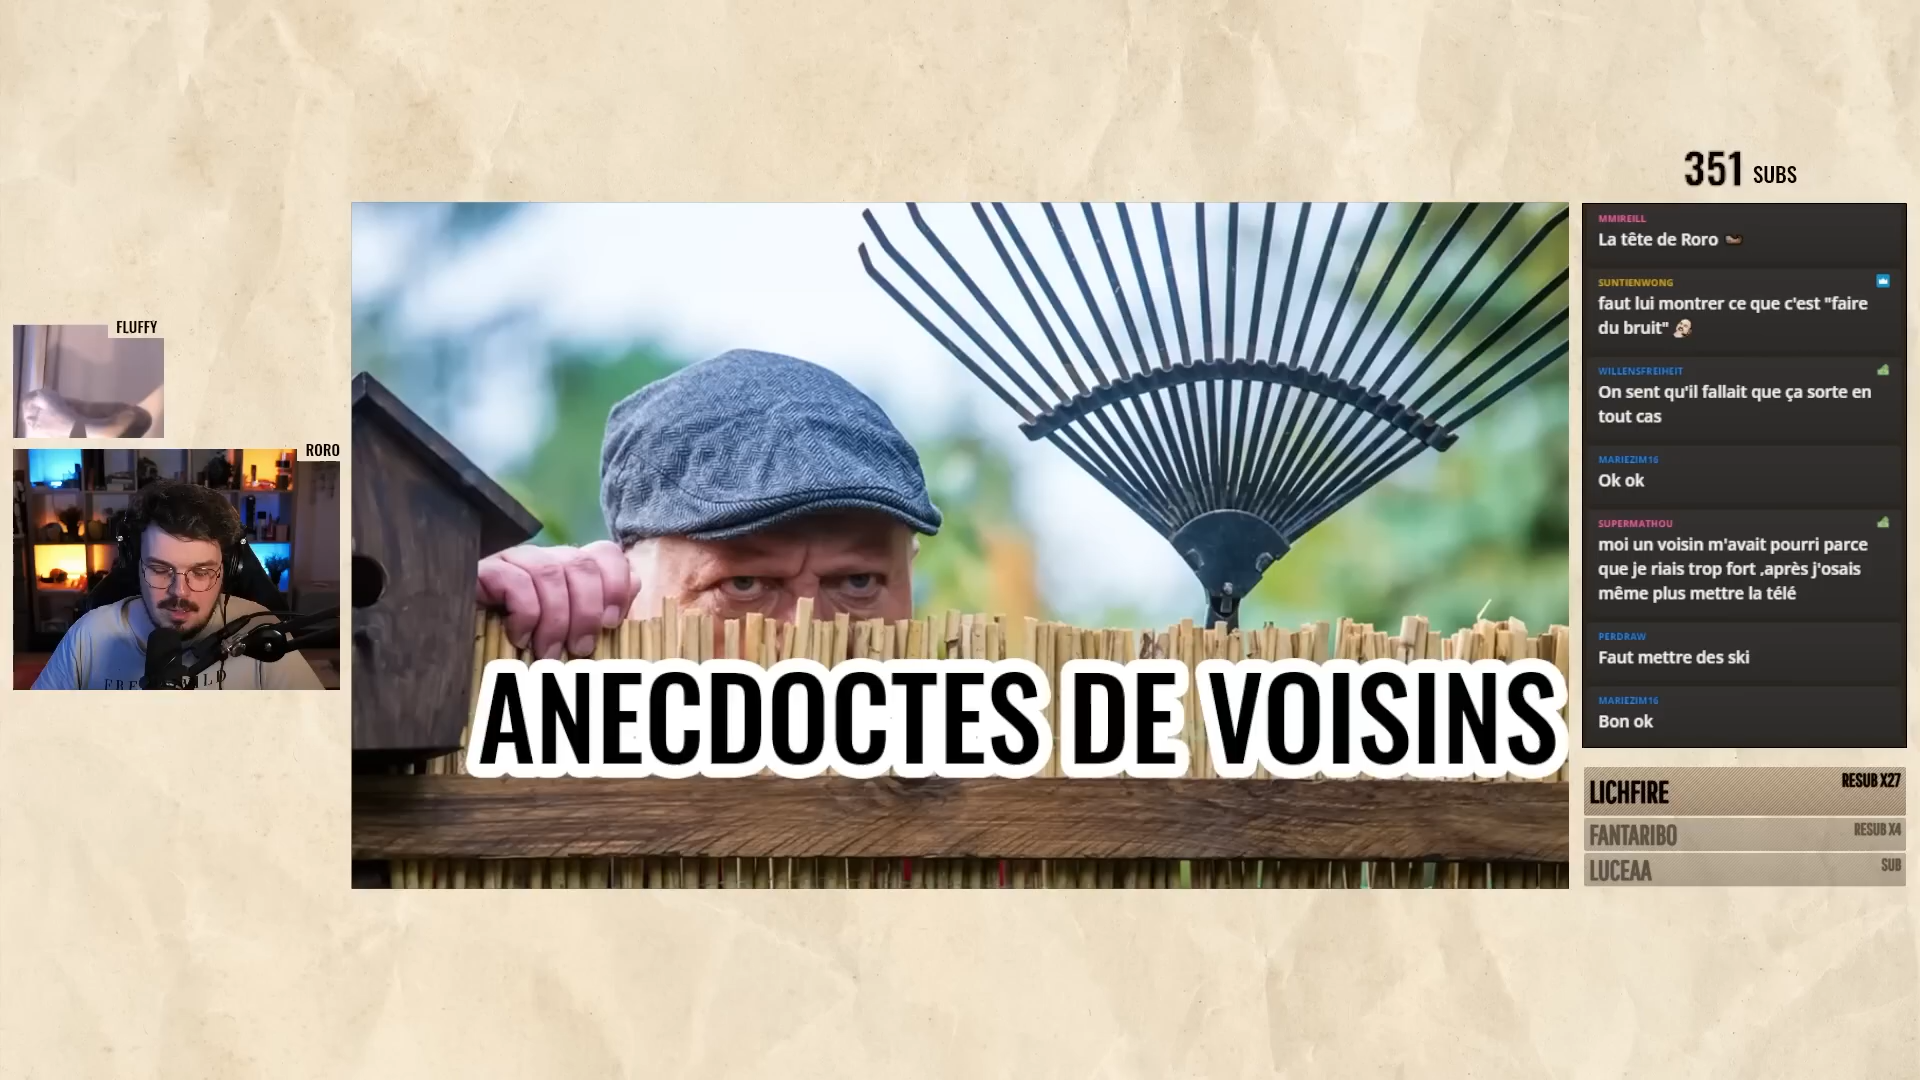 351 SUBS
MMIREILL
La tête de Roro
SUNTIENWONG
faut lui montrer ce que c'est "faire
du bruit"
WILLENSFREIHEIT
On sent qu'il fallait que ça sorte en
tout cas
MARIEZIM16
Ok ok
SUPERMATHOU
moi un voisin m'avait pourri parce
que je riais trop fort ,après j'osais
même plus mettre la télé
PERDRAW
Faut mettre des ski
MARIEZIM16
Bon ok
LICHFIRE RESUB X27
FANTARIBO RESUB X4
LUCEAA SUB
FLUFFY
RORO
ANECDOCTES DE VOISINS